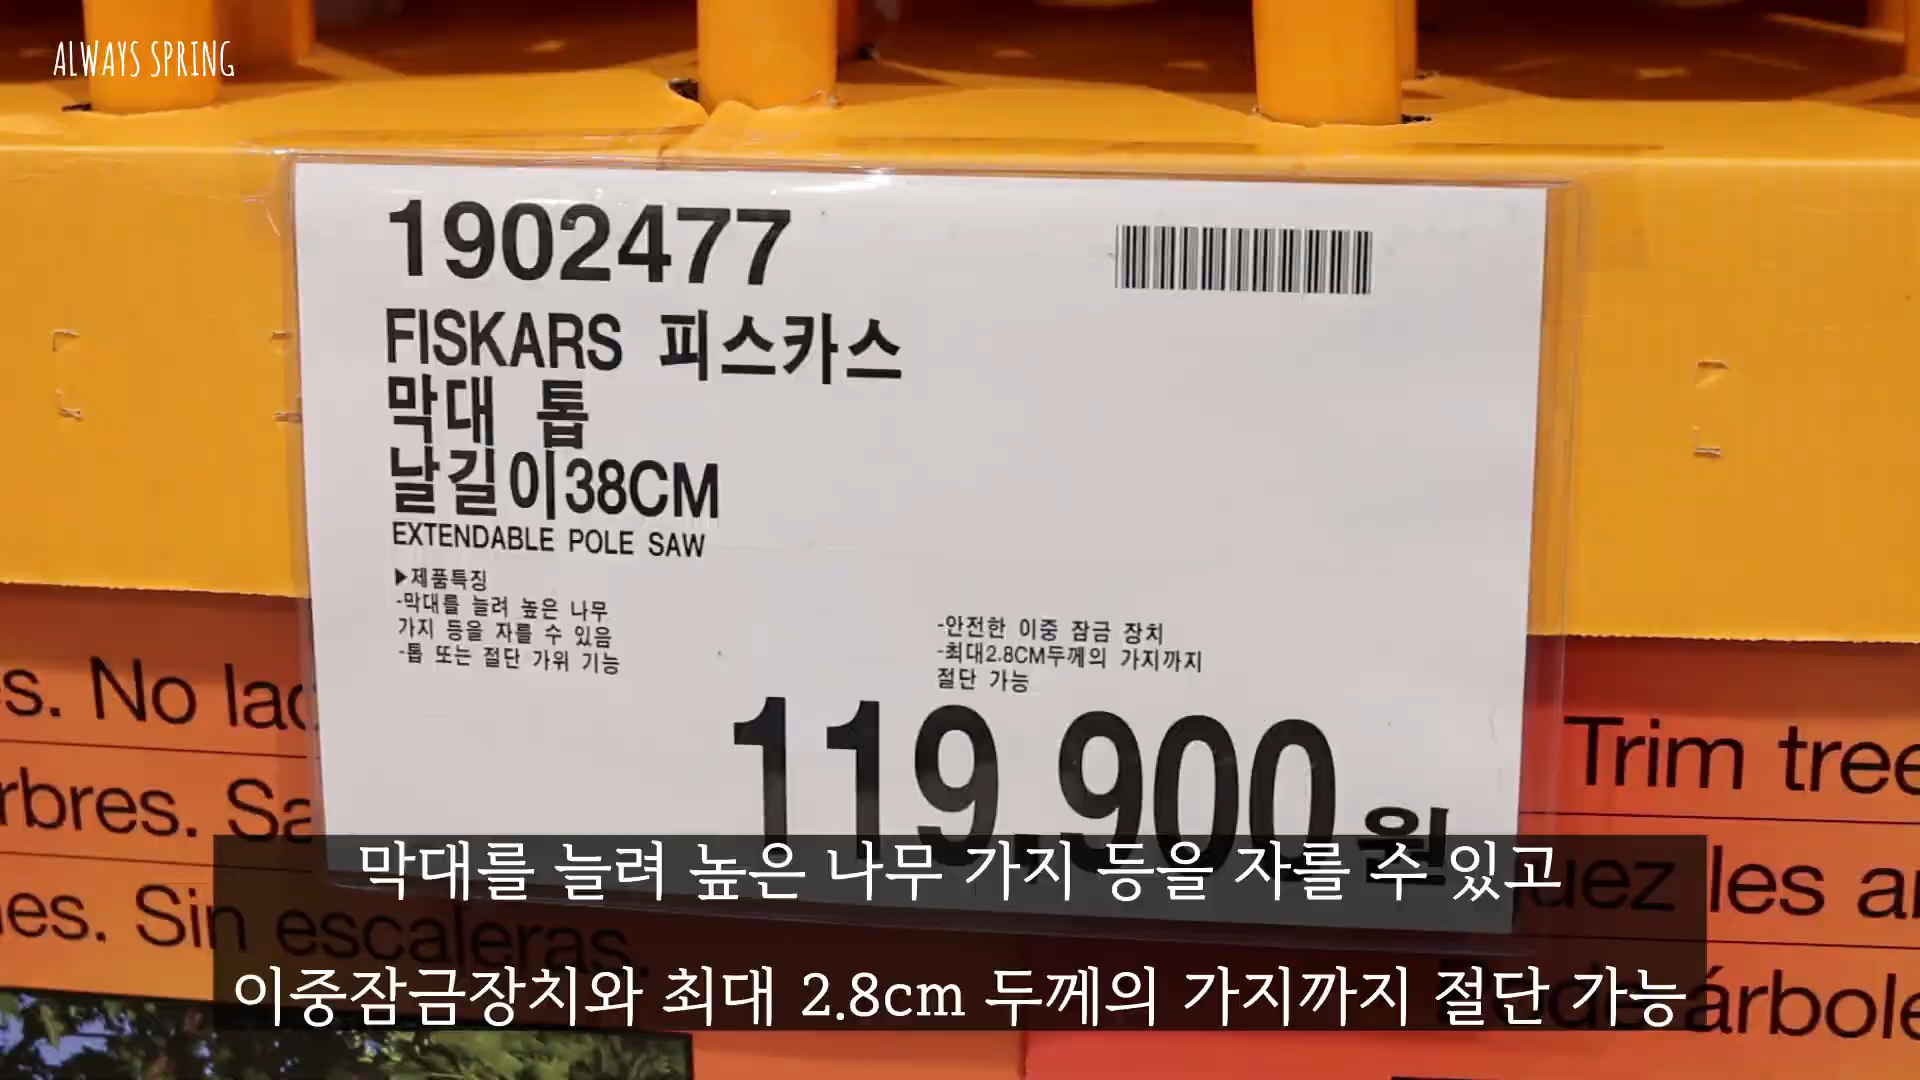 ALWAYS SPRING
1902477
FISKARS 피스카스
막대 톱
날길이38CM
EXTENDABLE POLE SAW
▶제품특징
-막대를 늘려 높은 나무
가지 등을 자를 수 있음
-톱 또는 절단 가위 기능
-안전한 이중 잠금 장치
-최대2.8CM두께의 가지까지
절단 가능
119,900원
s. No lad
rbres. Sa
es. Sin escaleras.
Trim tree
uez les ar
árbole
막대를 늘려 높은 나무 가지 등을 자를 수 있고
이중잠금장치와 최대 2.8cm 두께의 가지까지 절단 가능